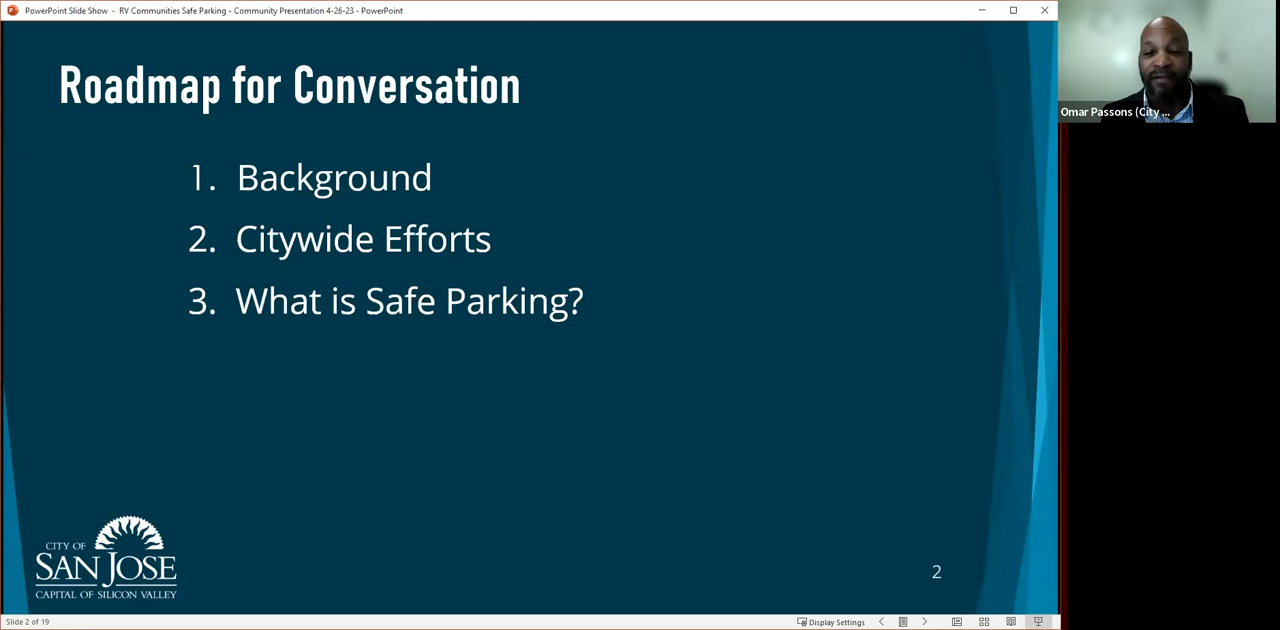 PowerPoint Slide Show - RV Communities Safe Parking - Community Presentation 4-26-23 - PowerPoint
Roadmap for Conversation
1. Background
2. Citywide Efforts
3. What is Safe Parking?
CITY OF
SAN JOSE
CAPITAL OF SILICON VALLEY
2
Slide 2 of 19
Display Settings
Omar Passons (City ...